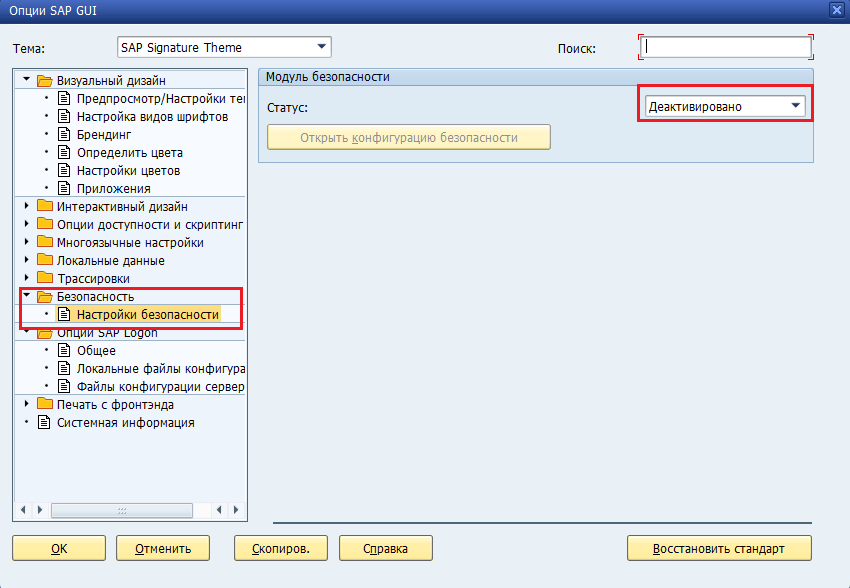 Опции SAP GUI
Тема:
SAP Signature Theme
Поиск:
Визуальный дизайн
Предпросмотр/Настройки те
Настройка видов шрифтов
Брендинг
Определить цвета
Настройки цветов
Приложения
Интерактивный дизайн
Опции доступности и скриптинг
Многоязычные настройки
Локальные данные
Трассировки
Безопасность
Настройки безопасности
Опции SAP Logon
Общее
Локальные файлы конфигура
Файлы конфигурации сервер
Печать с фронтэнда
Системная информация
Модуль безопасности
Статус:
Деактивировано
Открыть конфигурацию безопасности
OK
Отменить
Скопиров.
Справка
Восстановить стандарт